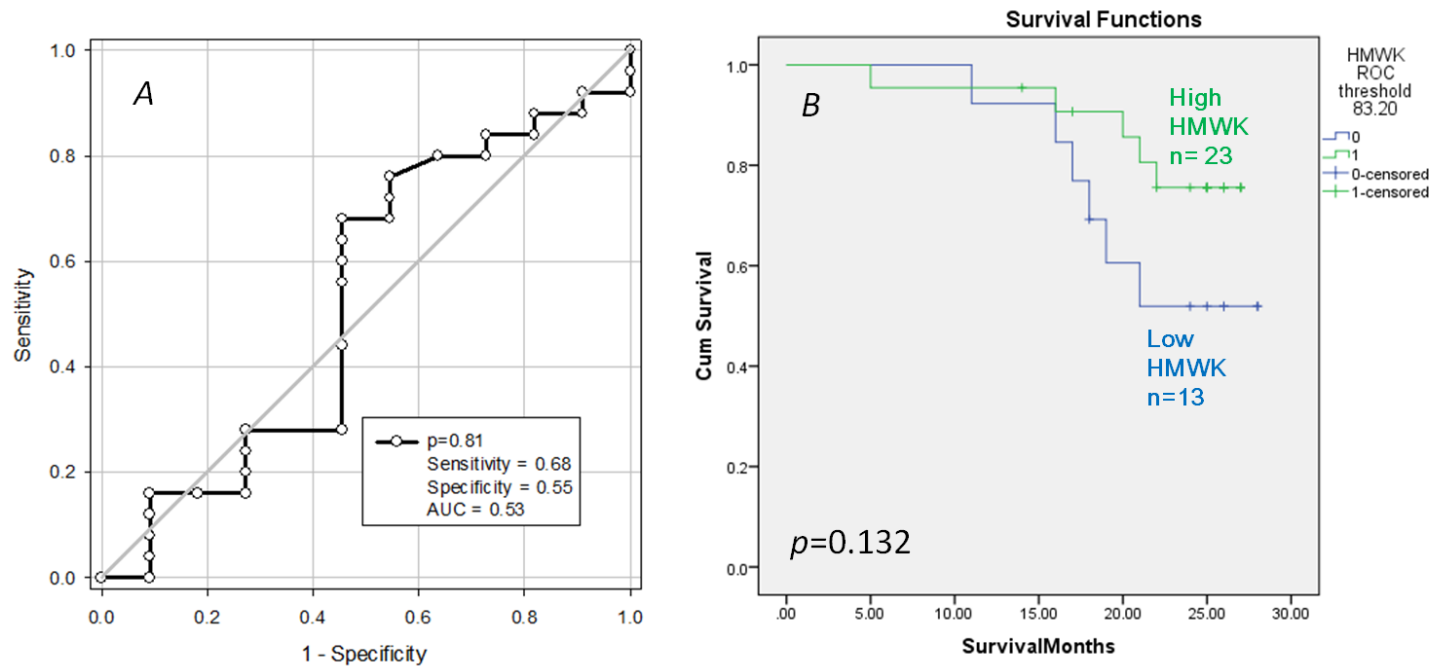 A
1.0
0.8
0.6
0.4
0.2
0.0
Sensitivity
0.0 0.2 0.4 0.6 0.8 1.0
1 - Specificity
p=0.81
Sensitivity = 0.68
Specificity = 0.55
AUC = 0.53
Survival Functions
B
1.0
0.8
0.6
0.4
0.2
0.0
Cum Survival
.00 5.00 10.00 15.00 20.00 25.00 30.00
SurvivalMonths
High
HMWK
n= 23
Low
HMWK
n=13
p=0.132
HMWK
ROC
threshold
83.20
0
1
0-censored
1-censored